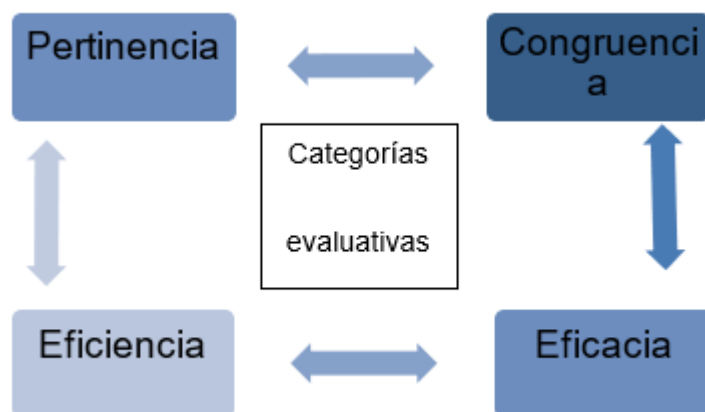 Pertinencia
Congruenci
a
Categorías
evaluativas
Eficiencia
Eficacia